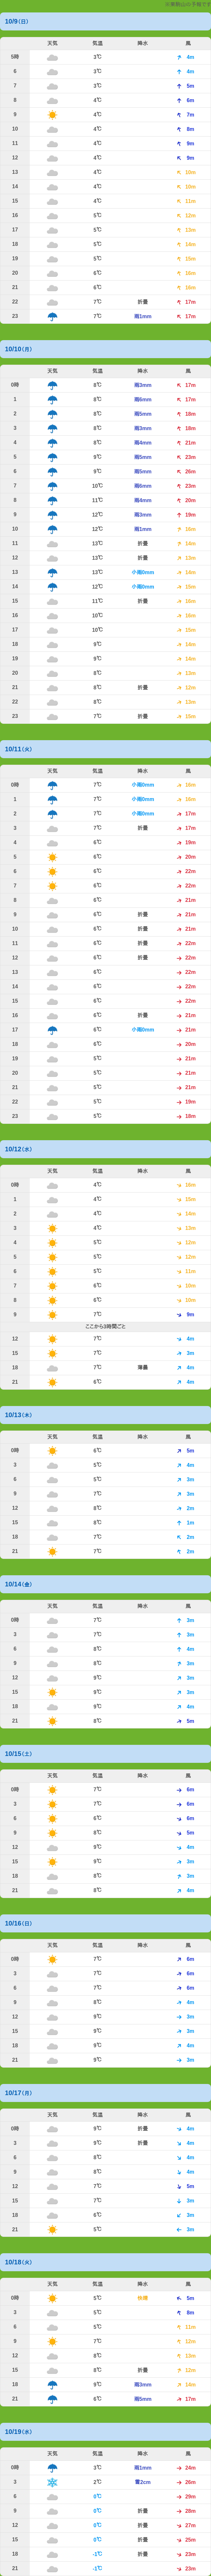 10/9(日)
天気 気温 降水 風
5時 3℃ 4m
6 3℃ 4m
7 3℃ 5m
8 4℃ 6m
9 4℃ 7m
10 4℃ 8m
11 4℃ 9m
12 4℃ 9m
13 4℃ 10m
14 4℃ 10m
15 4℃ 11m
16 5℃ 12m
17 5℃ 13m
18 5℃ 14m
19 5℃ 15m
20 6℃ 16m
21 6℃ 16m
22 7℃ 折曇 17m
23 7℃ 雨1mm 17m
10/10(月)
天気 気温 降水 風
0時 8℃ 雨3mm 17m
1 8℃ 雨6mm 17m
2 8℃ 雨5mm 18m
3 8℃ 雨3mm 18m
4 8℃ 雨4mm 21m
5 9℃ 雨5mm 23m
6 9℃ 雨5mm 26m
7 10℃ 雨6mm 23m
8 11℃ 雨4mm 20m
9 12℃ 雨3mm 19m
10 12℃ 雨1mm 16m
11 13℃ 折曇 14m
12 13℃ 折曇 13m
13 13℃ 小雨0mm 14m
14 12℃ 小雨0mm 15m
15 11℃ 折曇 16m
16 10℃ 16m
17 10℃ 15m
18 9℃ 14m
19 9℃ 14m
20 8℃ 13m
21 8℃ 折曇 12m
22 8℃ 13m
23 7℃ 折曇 15m
10/11(火)
天気 気温 降水 風
0時 7℃ 小雨0mm 16m
1 7℃ 小雨0mm 16m
2 7℃ 小雨0mm 17m
3 7℃ 折曇 17m
4 6℃ 19m
5 6℃ 20m
6 6℃ 22m
7 6℃ 22m
8 6℃ 21m
9 6℃ 折曇 21m
10 6℃ 折曇 21m
11 6℃ 折曇 22m
12 6℃ 折曇 22m
13 6℃ 22m
14 6℃ 22m
15 6℃ 22m
16 6℃ 折曇 21m
17 6℃ 小雨0mm 21m
18 6℃ 20m
19 5℃ 21m
20 5℃ 21m
21 5℃ 21m
22 5℃ 19m
23 5℃ 18m
10/12(水)
天気 気温 降水 風
0時 4℃ 16m
1 4℃ 15m
2 4℃ 14m
3 4℃ 13m
4 5℃ 12m
5 5℃ 12m
6 5℃ 11m
7 6℃ 10m
8 6℃ 10m
9 7℃ 9m
ここから3時間ごと
12 7℃ 4m
15 7℃ 3m
18 7℃ 薄曇 4m
21 6℃ 4m
10/13(木)
天気 気温 降水 風
0時 6℃ 5m
3 5℃ 4m
6 5℃ 3m
9 7℃ 3m
12 8℃ 2m
15 8℃ 1m
18 7℃ 2m
21 7℃ 2m
10/14(金)
天気 気温 降水 風
0時 7℃ 3m
3 7℃ 3m
6 8℃ 4m
9 8℃ 3m
12 9℃ 3m
15 9℃ 3m
18 9℃ 4m
21 8℃ 5m
10/15(土)
天気 気温 降水 風
0時 7℃ 6m
3 7℃ 6m
6 6℃ 6m
9 8℃ 5m
12 9℃ 4m
15 9℃ 3m
18 8℃ 3m
21 8℃ 4m
10/16(日)
天気 気温 降水 風
0時 7℃ 6m
3 7℃ 6m
6 7℃ 6m
9 8℃ 4m
12 9℃ 3m
15 9℃ 3m
18 8℃ 4m
21 9℃ 3m
10/17(月)
天気 気温 降水 風
0時 9℃ 折曇 4m
3 9℃ 折曇 4m
6 8℃ 4m
9 8℃ 4m
12 7℃ 5m
15 7℃ 3m
18 6℃ 3m
21 5℃ 3m
10/18(火)
天気 気温 降水 風
0時 5℃ 快晴 5m
3 5℃ 8m
6 5℃ 11m
9 7℃ 12m
12 8℃ 13m
15 8℃ 折曇 12m
18 9℃ 雨3mm 14m
21 6℃ 雨5mm 17m
10/19(水)
天気 気温 降水 風
0時 3℃ 雨1mm 24m
3 2℃ 雪2cm 26m
6 0℃ 29m
9 0℃ 折曇 28m
12 0℃ 折曇 27m
15 0℃ 折曇 25m
18 -1℃ 折曇 23m
21 -1℃ 23m